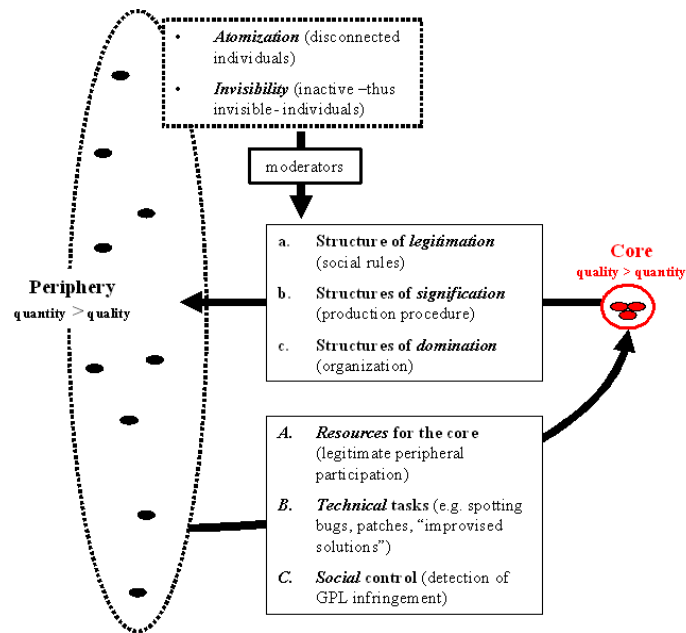 • Atomization (disconnected
individuals)
• Invisibility (inactive –thus
invisible- individuals)
moderators
a. Structure of legitimation
(social rules)
b. Structures of signification
(production procedure)
c. Structures of domination
(organization)
Core
quality > quantity
Periphery
quantity > quality
A. Resources for the core
(legitimate peripheral
participation)
B. Technical tasks (e.g. spotting
bugs, patches, “improvised
solutions”)
C. Social control (detection of
GPL infringement)